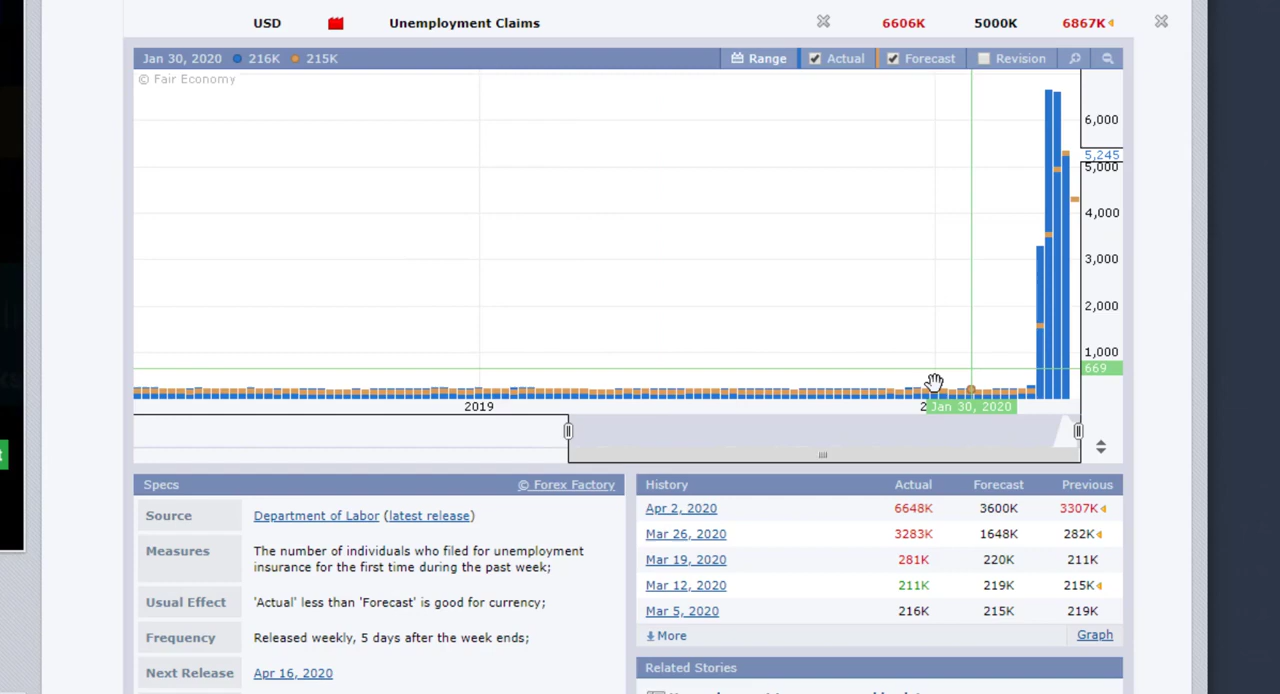 USD Unemployment Claims 6606K 5000K 6867K
Jan 30, 2020 216K 215K Range Actual Forecast Revision
© Fair Economy
6,000
5,245
5,000
4,000
3,000
2,000
1,000
669
2019 Jan 30, 2020
Specs © Forex Factory
Source Department of Labor (latest release)
Measures The number of individuals who filed for unemployment
insurance for the first time during the past week;
Usual Effect 'Actual' less than 'Forecast' is good for currency;
Frequency Released weekly, 5 days after the week ends;
Next Release Apr 16, 2020
History Actual Forecast Previous
Apr 2, 2020 6648K 3600K 3307K
Mar 26, 2020 3283K 1648K 282K
Mar 19, 2020 281K 220K 211K
Mar 12, 2020 211K 219K 215K
Mar 5, 2020 216K 215K 219K
More Graph
Related Stories